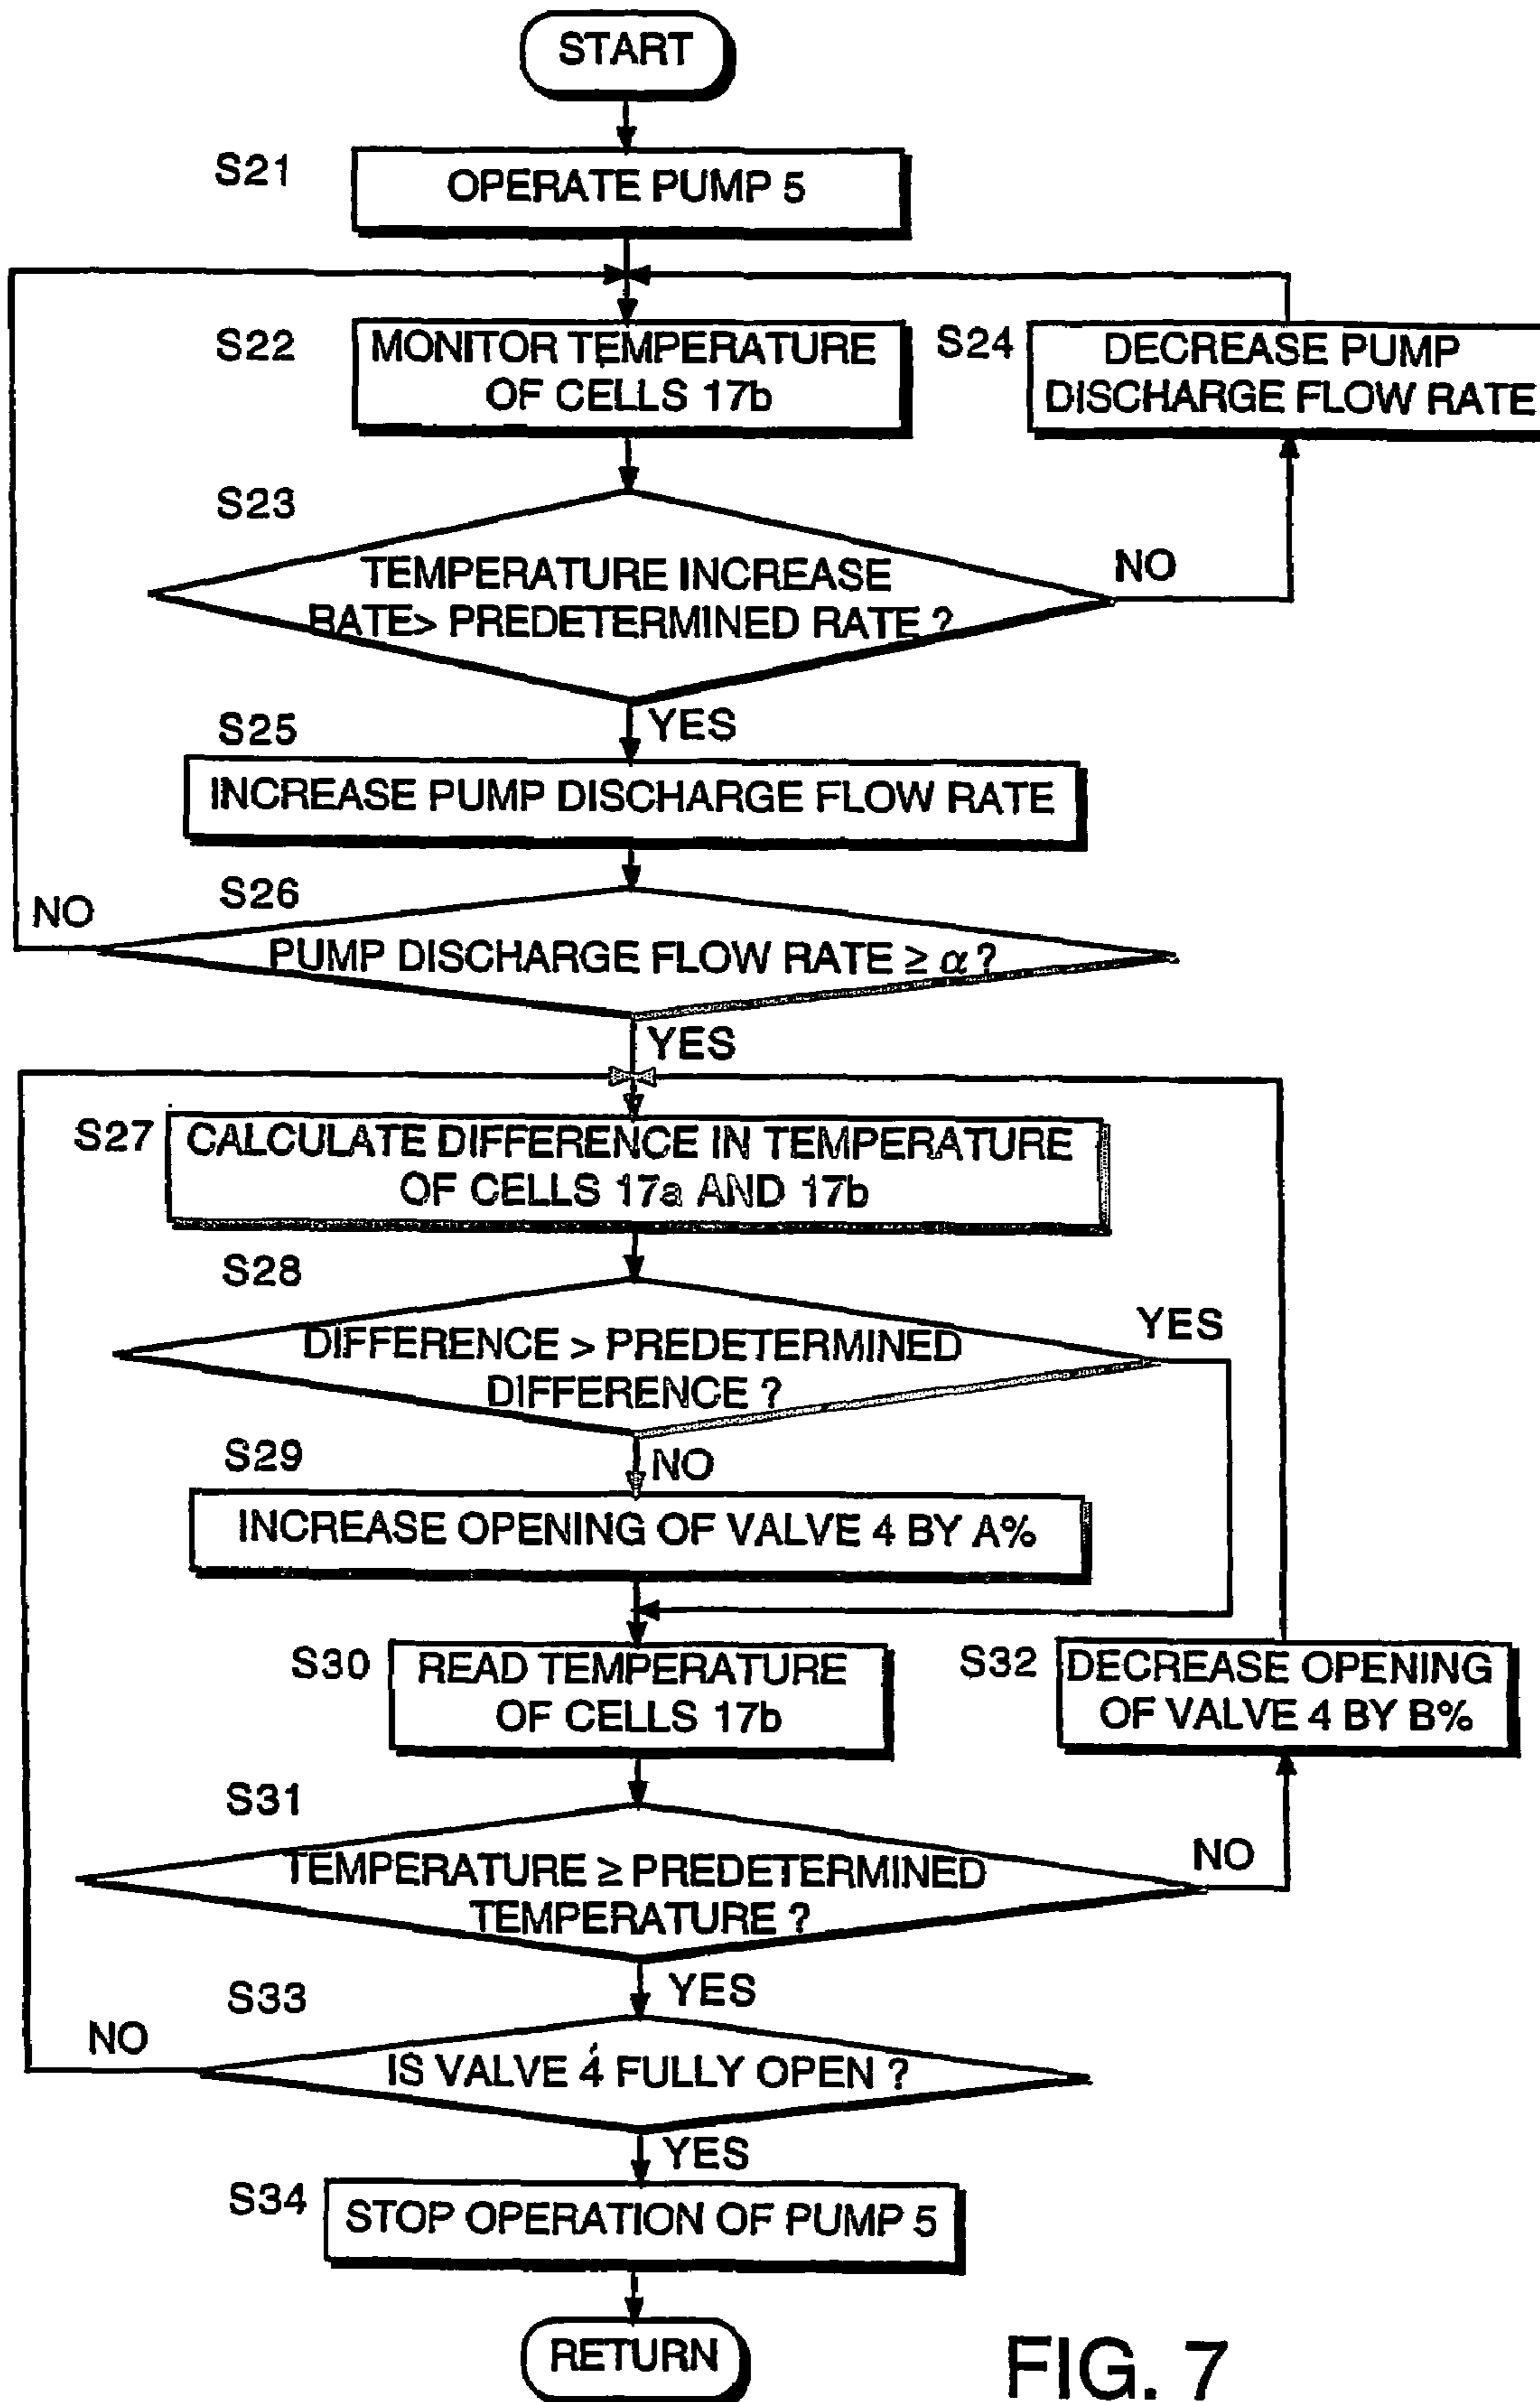 START
S21
OPERATE PUMP 5
S22
MONITOR TEMPERATURE
OF CELLS 17b
S24
DECREASE PUMP
DISCHARGE FLOW RATE
S23
TEMPERATURE INCREASE
RATE> PREDETERMINED RATE ?
NO
YES
S25
INCREASE PUMP DISCHARGE FLOW RATE
S26
NO
PUMP DISCHARGE FLOW RATE ≥ α ?
YES
S27
CALCULATE DIFFERENCE IN TEMPERATURE
OF CELLS 17a AND 17b
S28
DIFFERENCE > PREDETERMINED
DIFFERENCE ?
YES
NO
S29
INCREASE OPENING OF VALVE 4 BY A%
S30
READ TEMPERATURE
OF CELLS 17b
S32
DECREASE OPENING
OF VALVE 4 BY B%
S31
TEMPERATURE ≥ PREDETERMINED
TEMPERATURE ?
NO
YES
S33
NO
IS VALVE 4 FULLY OPEN ?
YES
S34
STOP OPERATION OF PUMP 5
RETURN
FIG. 7